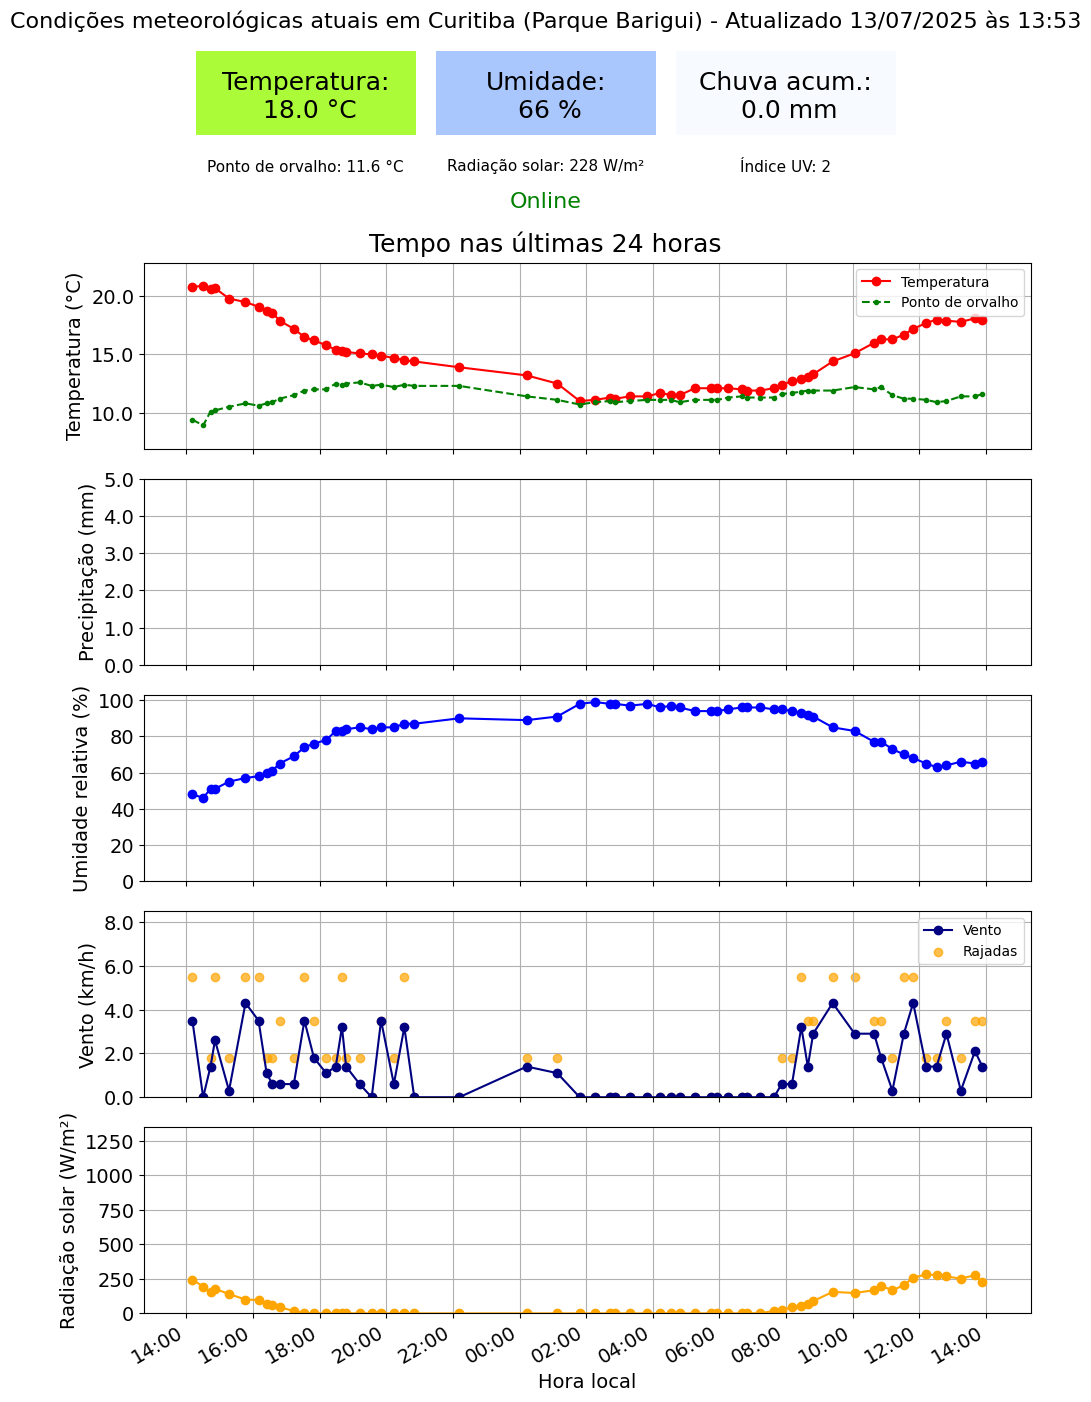 Condições meteorológicas atuais em Curitiba (Parque Barigui) - Atualizado 13/07/2025 às 13:53
Temperatura:
18.0 °C
Umidade:
66 %
Chuva acum.:
0.0 mm
Ponto de orvalho: 11.6 °C
Radiação solar: 228 W/m²
Índice UV: 2
Online
Tempo nas últimas 24 horas
Temperatura (°C)
20.0
15.0
10.0
Temperatura
Ponto de orvalho
Precipitação (mm)
5.0
4.0
3.0
2.0
1.0
0.0
Umidade relativa (%)
100
80
60
40
20
0
Vento (km/h)
8.0
6.0
4.0
2.0
0.0
Vento
Rajadas
Radiação solar (W/m²)
1250
1000
750
500
250
0
14:00 16:00 18:00 20:00 22:00 00:00 02:00 04:00 06:00 08:00 10:00 12:00 14:00
Hora local